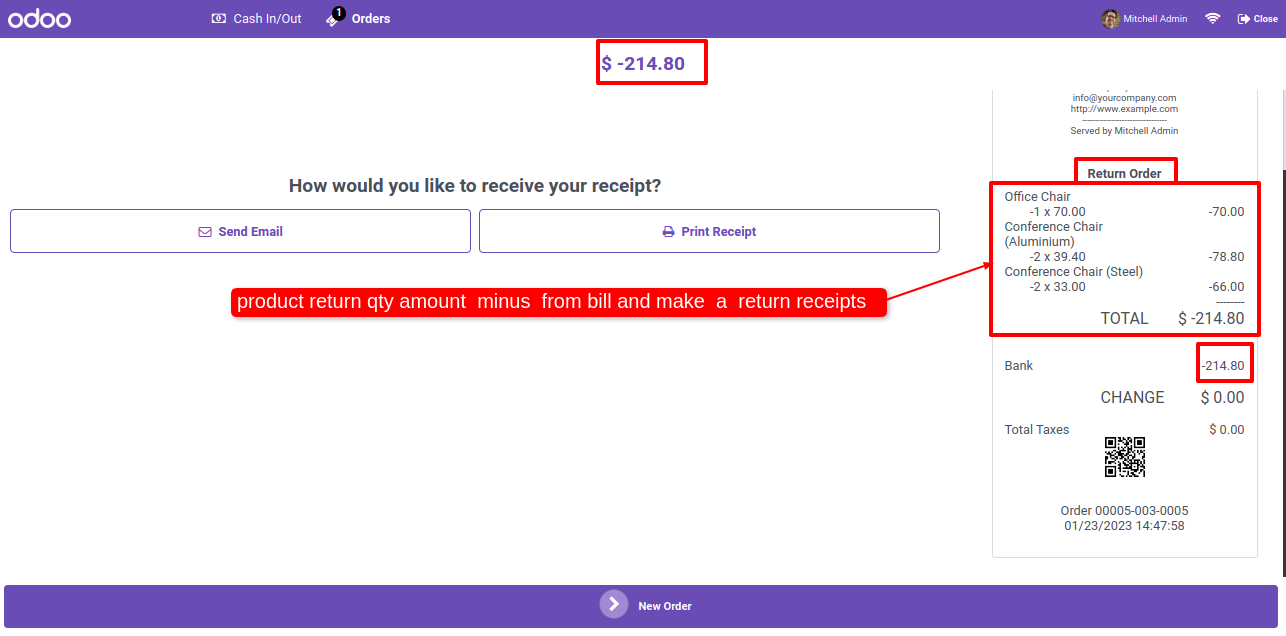 odoo
Cash In/Out
1
Orders
Mitchell Admin
Close
$ -214.80
info@yourcompany.com
http://www.example.com
--------------------------------
Served by Mitchell Admin
Return Order
How would you like to receive your receipt?
Send Email
Print Receipt
Office Chair
-1 x 70.00 -70.00
Conference Chair
(Aluminium)
-2 x 39.40 -78.80
Conference Chair (Steel)
-2 x 33.00 -66.00
--------
TOTAL $ -214.80
product return qty amount minus from bill and make a return receipts
Bank -214.80
CHANGE $ 0.00
Total Taxes $ 0.00
Order 00005-003-0005
01/23/2023 14:47:58
New Order